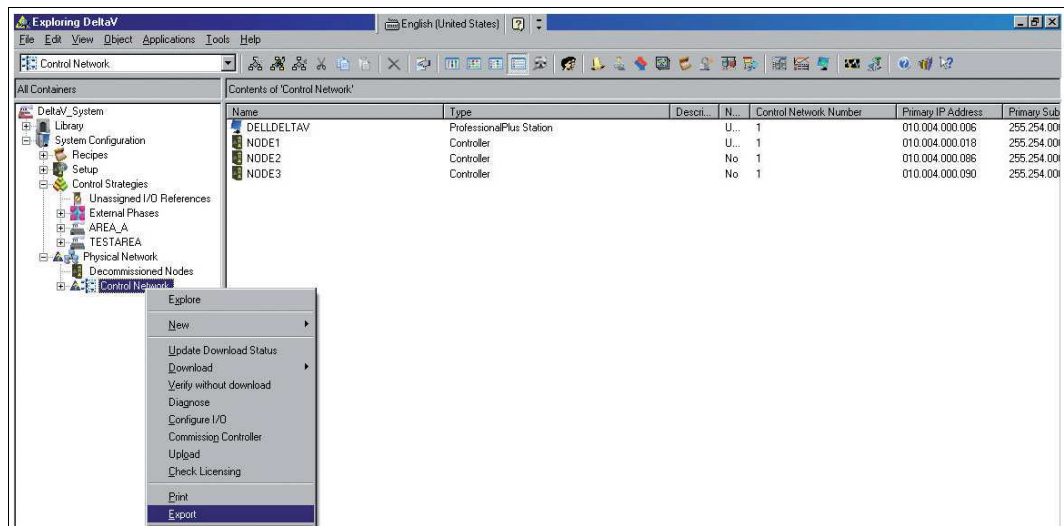 Exploring DeltaV
English (United States)
File Edit View Object Applications Tools Help
Control Network
All Containers
Contents of 'Control Network'
DeltaV_System
Library
System Configuration
Recipes
Setup
Control Strategies
Unassigned I/O References
External Phases
AREA_A
TESTAREA
Physical Network
Decommissioned Nodes
Control Network
Name Type Descri... N... Control Network Number Primary IP Address Primary Sub
DELLDELTAV ProfessionalPlus Station U... 1 010.004.000.006 255.254.00
NODE1 Controller U... 1 010.004.000.018 255.254.00
NODE2 Controller No 1 010.004.000.086 255.254.00
NODE3 Controller No 1 010.004.000.090 255.254.00
Explore
New
Update Download Status
Download
Verify without download
Diagnose
Configure I/O
Commission Controller
Upload
Check Licensing
Print
Export